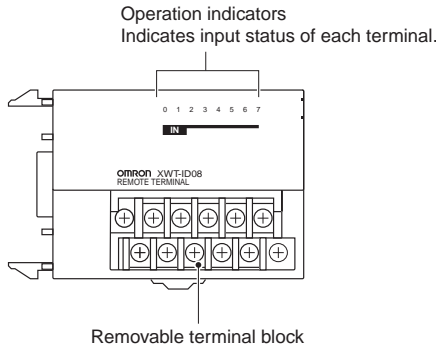 Operation indicators
Indicates input status of each terminal.
0 1 2 3 4 5 6 7
IN
OMRON XWT-ID08
REMOTE TERMINAL
Removable terminal block